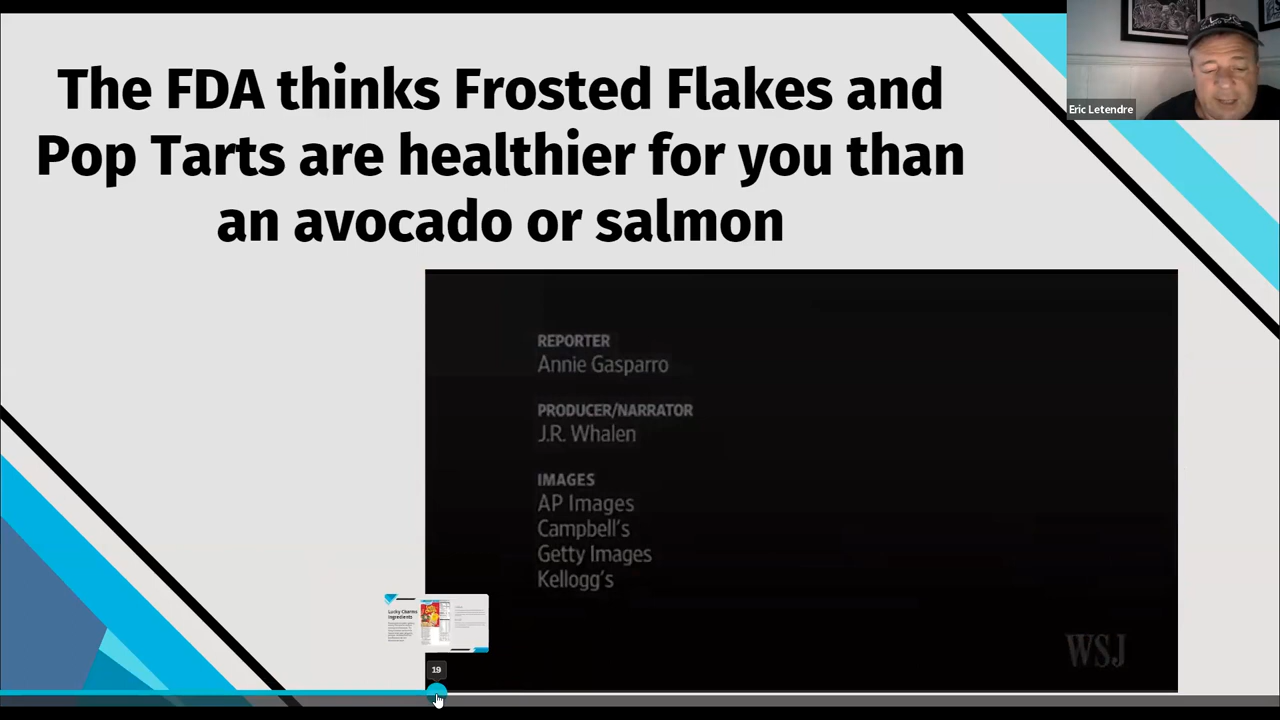 The FDA thinks Frosted Flakes and
Pop Tarts are healthier for you than
an avocado or salmon
Eric Letendre
REPORTER
Annie Gasparro
PRODUCER/NARRATOR
J.R. Whalen
IMAGES
AP Images
Campbell's
Getty Images
Kellogg's
Lucky Charms
Ingredients
19
WSJ